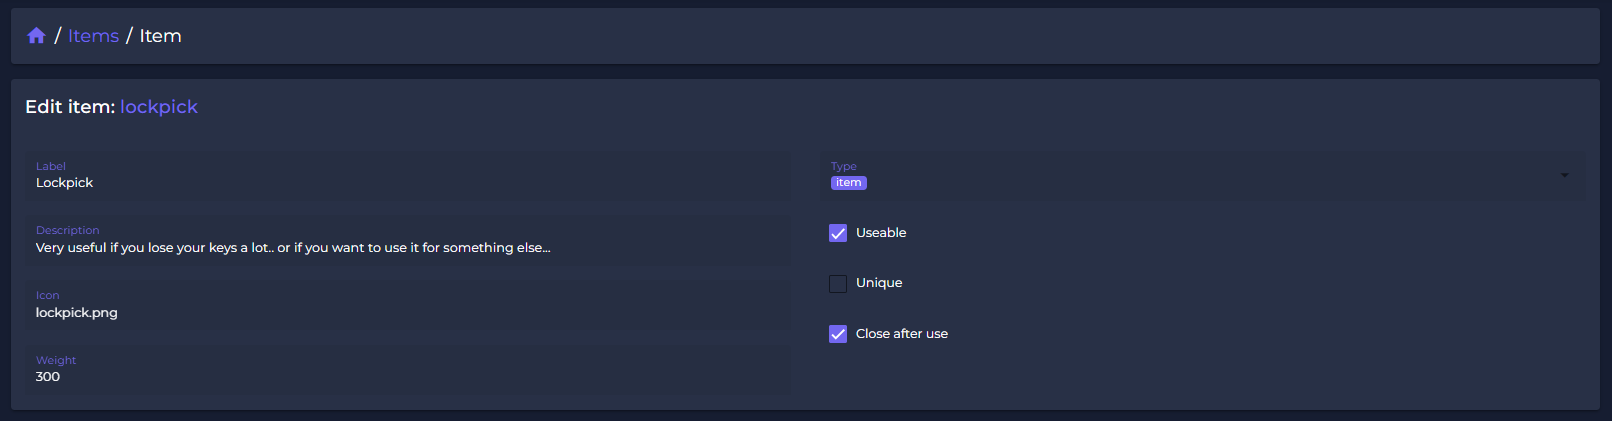 / Items / Item
Edit item: lockpick
Label
Lockpick
Description
Very useful if you lose your keys a lot.. or if you want to use it for something else...
Icon
lockpick.png
Weight
300
Type
item
Useable
Unique
Close after use